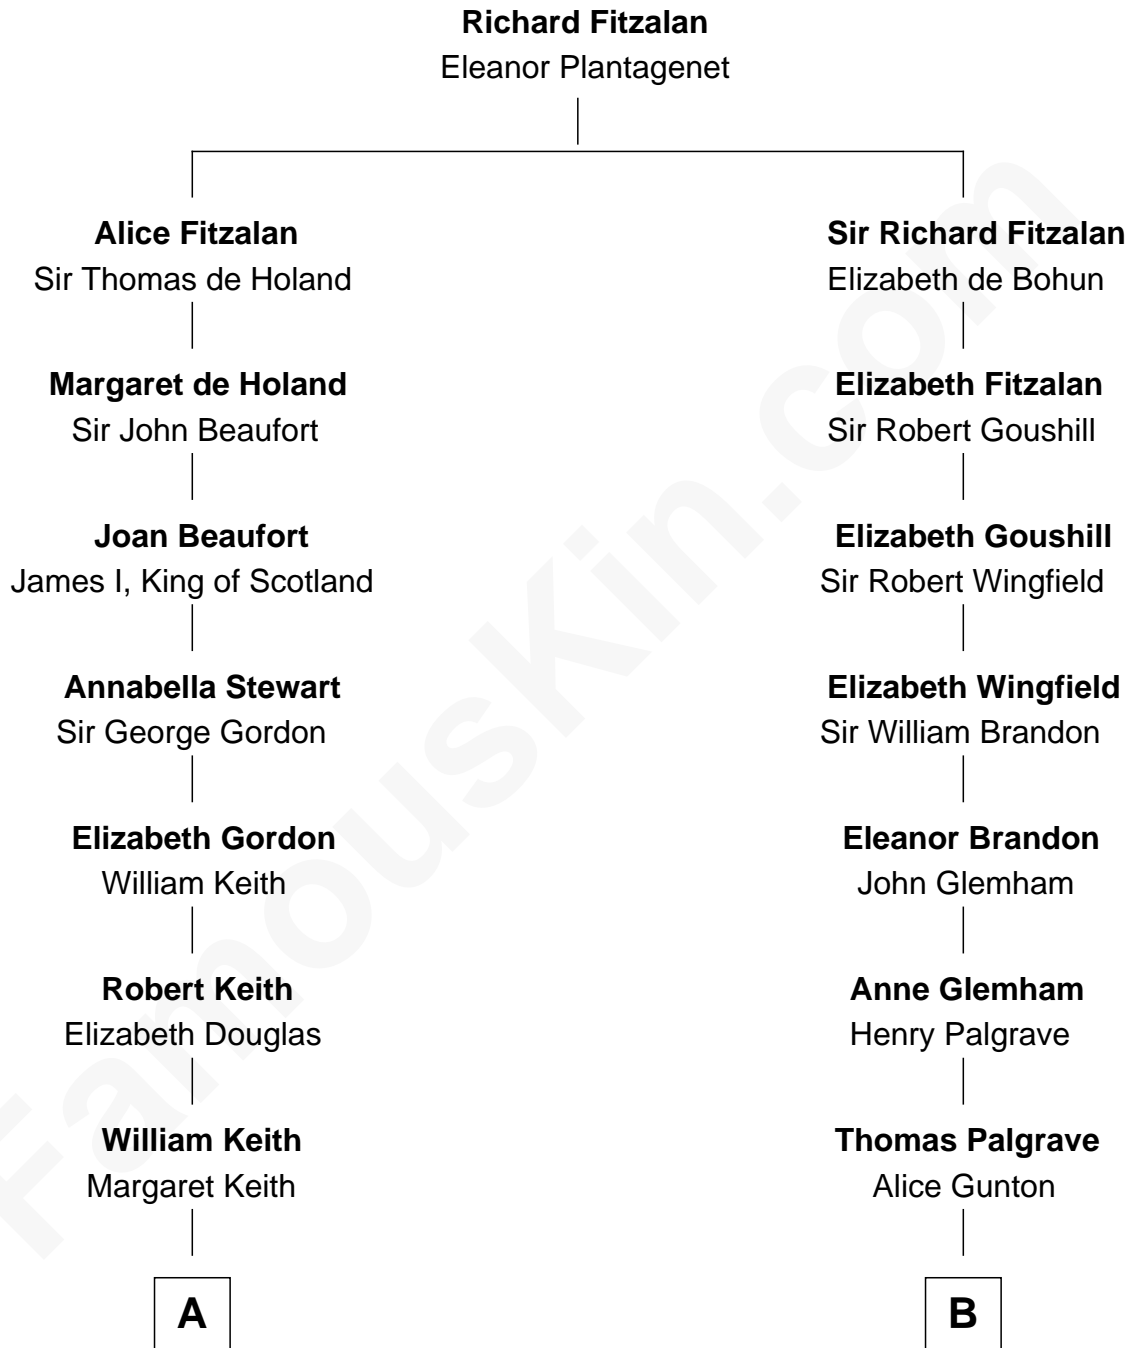 Richard Fitzalan
Eleanor Plantagenet
Alice Fitzalan
Sir Thomas de Holand
Margaret de Holand
Sir John Beaufort
Joan Beaufort
James I, King of Scotland
Annabella Stewart
Sir George Gordon
Elizabeth Gordon
William Keith
Robert Keith
Elizabeth Douglas
William Keith
Margaret Keith
A
Sir Richard Fitzalan
Elizabeth de Bohun
Elizabeth Fitzalan
Sir Robert Goushill
Elizabeth Goushill
Sir Robert Wingfield
Elizabeth Wingfield
Sir William Brandon
Eleanor Brandon
John Glemham
Anne Glemham
Henry Palgrave
Thomas Palgrave
Alice Gunton
B
FamousKin.com